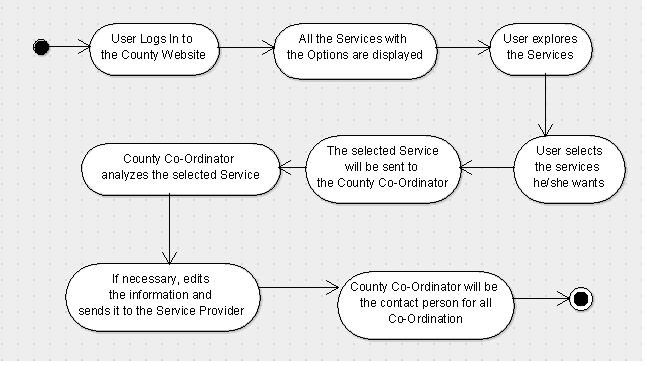 User Logs In to
the County Website
All the Services with
the Options are displayed
User explores
the Services
User selects
the services
he/she wants
The selected Service
will be sent to
the County Co-Ordinator
County Co-Ordinator
analyzes the selected Service
If necessary, edits
the information and
sends it to the Service Provider
County Co-Ordinator will be
the contact person for all
Co-Ordination